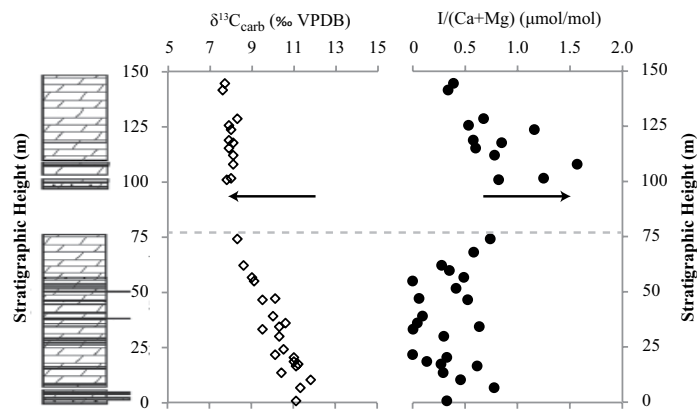 δ¹³Ccarb (‰ VPDB)
I/(Ca+Mg) (μmol/mol)
5 7 9 11 13 15
0 0.5 1.0 1.5 2.0
150
125
100
75
50
25
0
Stratigraphic Height (m)
150
125
100
75
50
25
0
Stratigraphic Height (m)